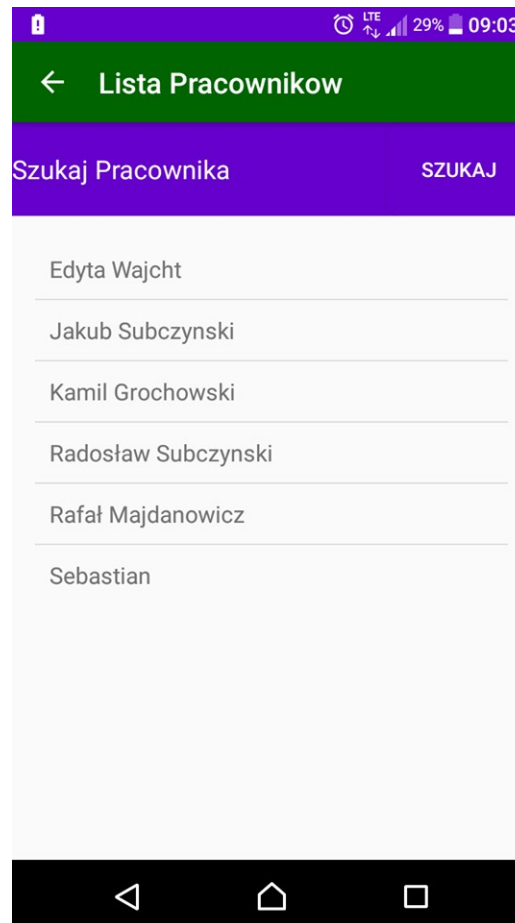 LTE 29% 09:03
Lista Pracownikow
Szukaj Pracownika SZUKAJ
Edyta Wajcht
Jakub Subczynski
Kamil Grochowski
Radosław Subczynski
Rafał Majdanowicz
Sebastian